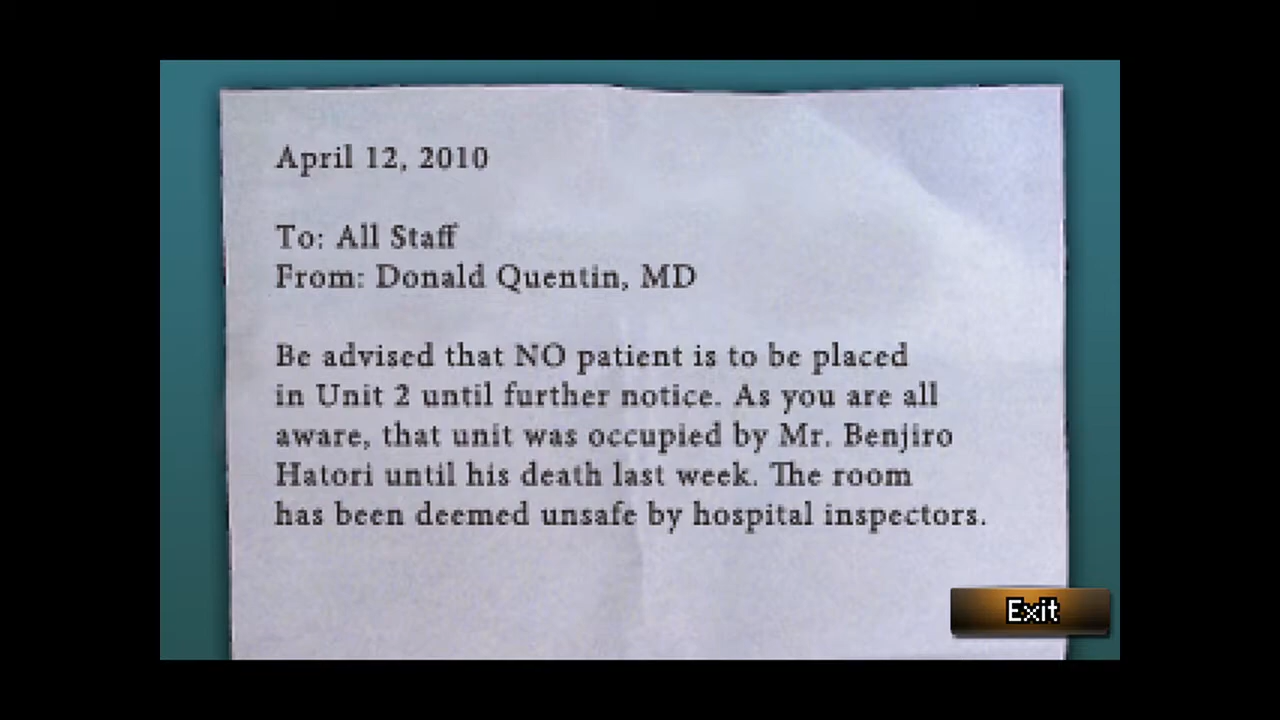 April 12, 2010
To: All Staff
From: Donald Quentin, MD
Be advised that NO patient is to be placed
in Unit 2 until further notice. As you are all
aware, that unit was occupied by Mr. Benjiro
Hatori until his death last week. The room
has been deemed unsafe by hospital inspectors.
Exit